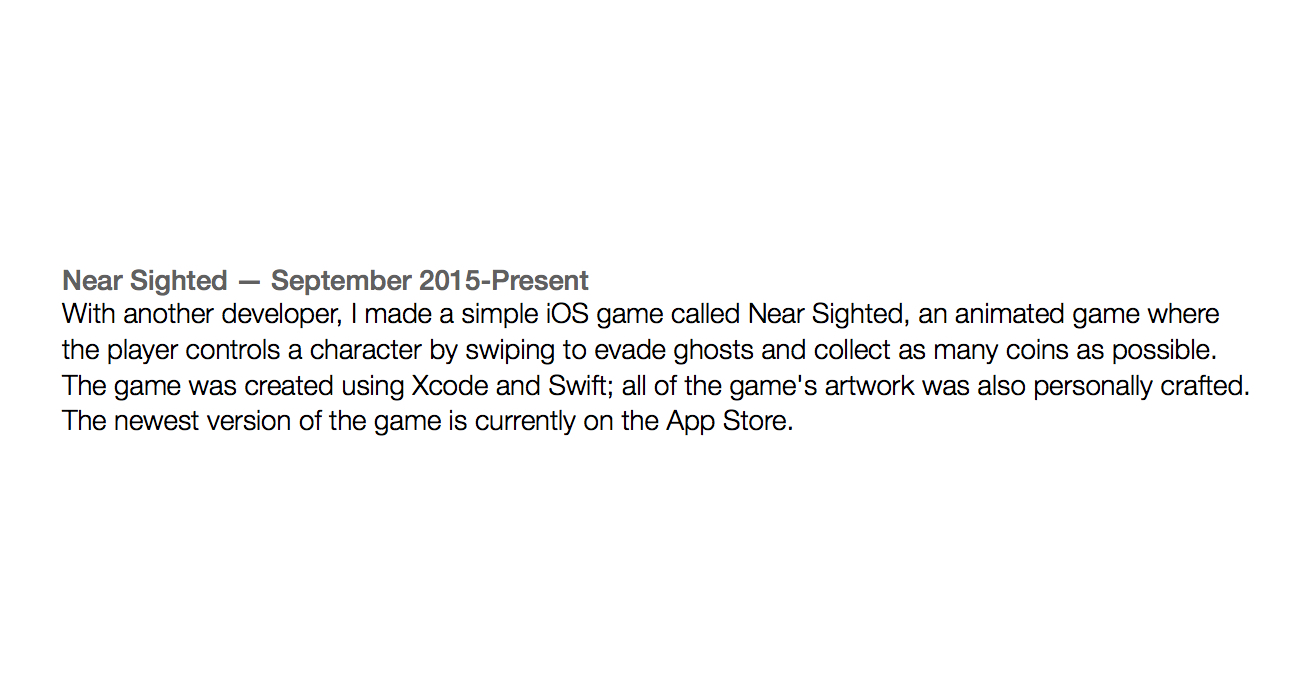 Near Sighted — September 2015-Present
With another developer, I made a simple iOS game called Near Sighted, an animated game where
the player controls a character by swiping to evade ghosts and collect as many coins as possible.
The game was created using Xcode and Swift; all of the game's artwork was also personally crafted.
The newest version of the game is currently on the App Store.